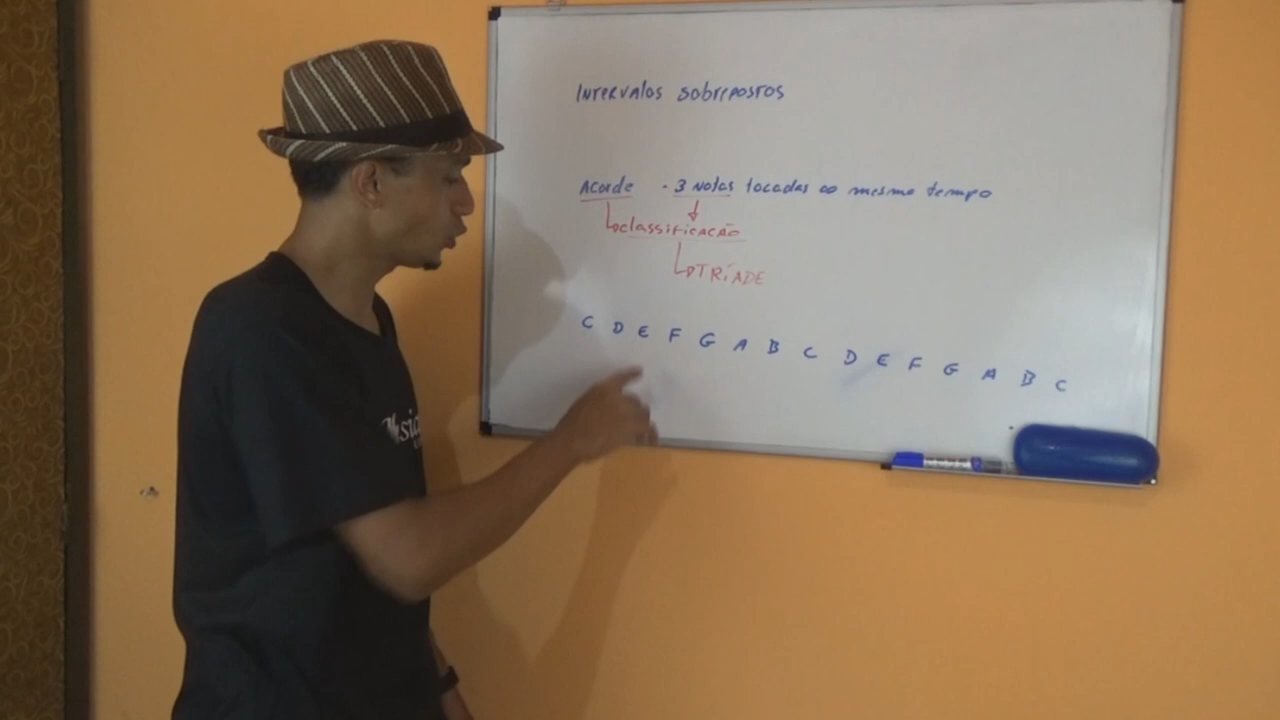 Intervalos sobrepostos
Acorde - 3 Notas tocadas ao mesmo tempo
classificação
TRÍADE
C D E F G A B C D E F G A B C